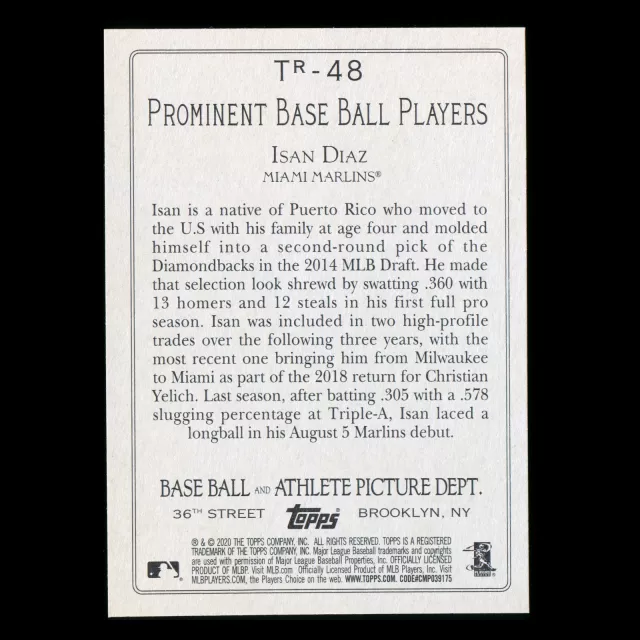 TR-48
PROMINENT BASE BALL PLAYERS
ISAN DIAZ
MIAMI MARLINS®
Isan is a native of Puerto Rico who moved to
the U.S with his family at age four and molded
himself into a second-round pick of the
Diamondbacks in the 2014 MLB Draft. He made
that selection look shrewd by swatting .360 with
13 homers and 12 steals in his first full pro
season. Isan was included in two high-profile
trades over the following three years, with the
most recent one bringing him from Milwaukee
to Miami as part of the 2018 return for Christian
Yelich. Last season, after batting .305 with a .578
slugging percentage at Triple-A, Isan laced a
longball in his August 5 Marlins debut.
BASE BALL AND ATHLETE PICTURE DEPT.
36TH STREET topps BROOKLYN, NY
® & © 2020 THE TOPPS COMPANY, INC. ALL RIGHTS RESERVED. TOPPS IS A REGISTERED
TRADEMARK OF THE TOPPS COMPANY, INC. Major League Baseball trademarks and copyrights
are used with permission of Major League Baseball Properties, Inc. OFFICIALLY LICENSED
PRODUCT OF MLBP. Visit MLB.com Officially Licensed Product of MLB Players, Inc. Visit
MLBPLAYERS.COM, the Players Choice on the web. WWW.TOPPS.COM. CODE#CMP039175